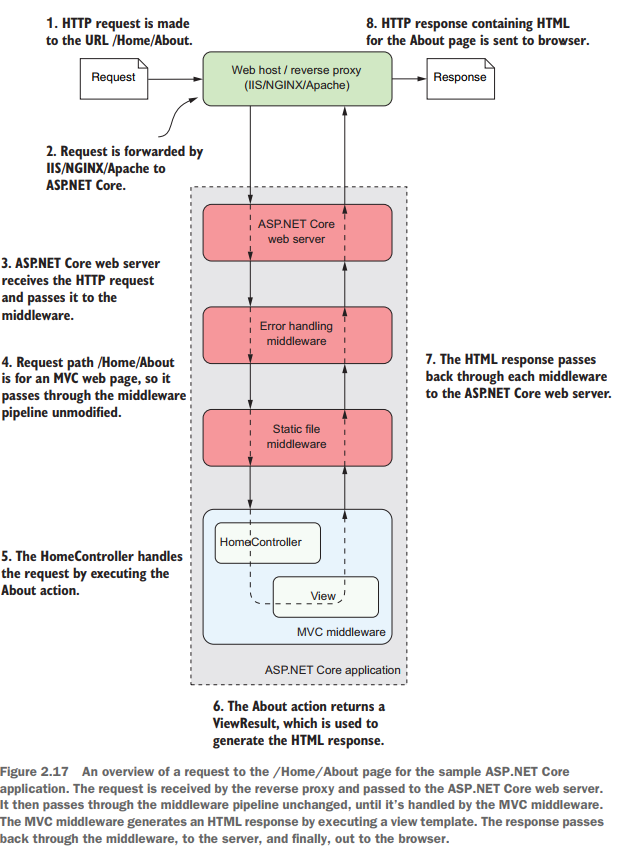 1. HTTP request is made
to the URL /Home/About.
8. HTTP response containing HTML
for the About page is sent to browser.
Request
Web host / reverse proxy
(IIS/NGINX/Apache)
Response
2. Request is forwarded by
IIS/NGINX/Apache to
ASP.NET Core.
ASP.NET Core
web server
3. ASP.NET Core web server
receives the HTTP request
and passes it to the
middleware.
Error handling
middleware
4. Request path /Home/About
is for an MVC web page, so it
passes through the middleware
pipeline unmodified.
7. The HTML response passes
back through each middleware
to the ASP.NET Core web server.
Static file
middleware
5. The HomeController handles
the request by executing the
About action.
HomeController
View
MVC middleware
ASP.NET Core application
6. The About action returns a
ViewResult, which is used to
generate the HTML response.
Figure 2.17 An overview of a request to the /Home/About page for the sample ASP.NET Core
application. The request is received by the reverse proxy and passed to the ASP.NET Core web server.
It then passes through the middleware pipeline unchanged, until it's handled by the MVC middleware.
The MVC middleware generates an HTML response by executing a view template. The response passes
back through the middleware, to the server, and finally, out to the browser.